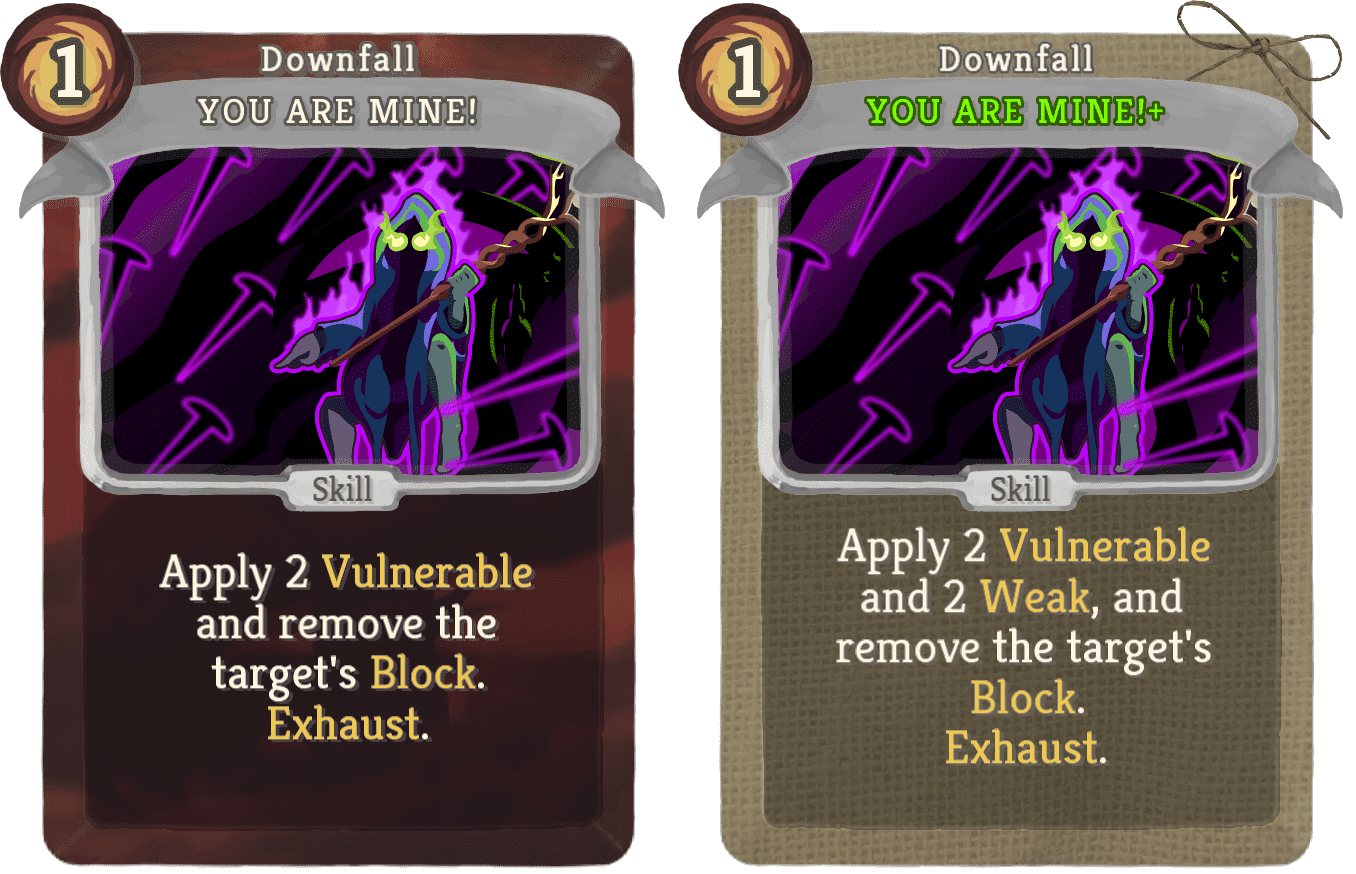 1
Downfall
YOU ARE MINE!
Skill
Apply 2 Vulnerable
and remove the
target's Block.
Exhaust.
1
Downfall
YOU ARE MINE!+
Skill
Apply 2 Vulnerable
and 2 Weak, and
remove the target's
Block.
Exhaust.